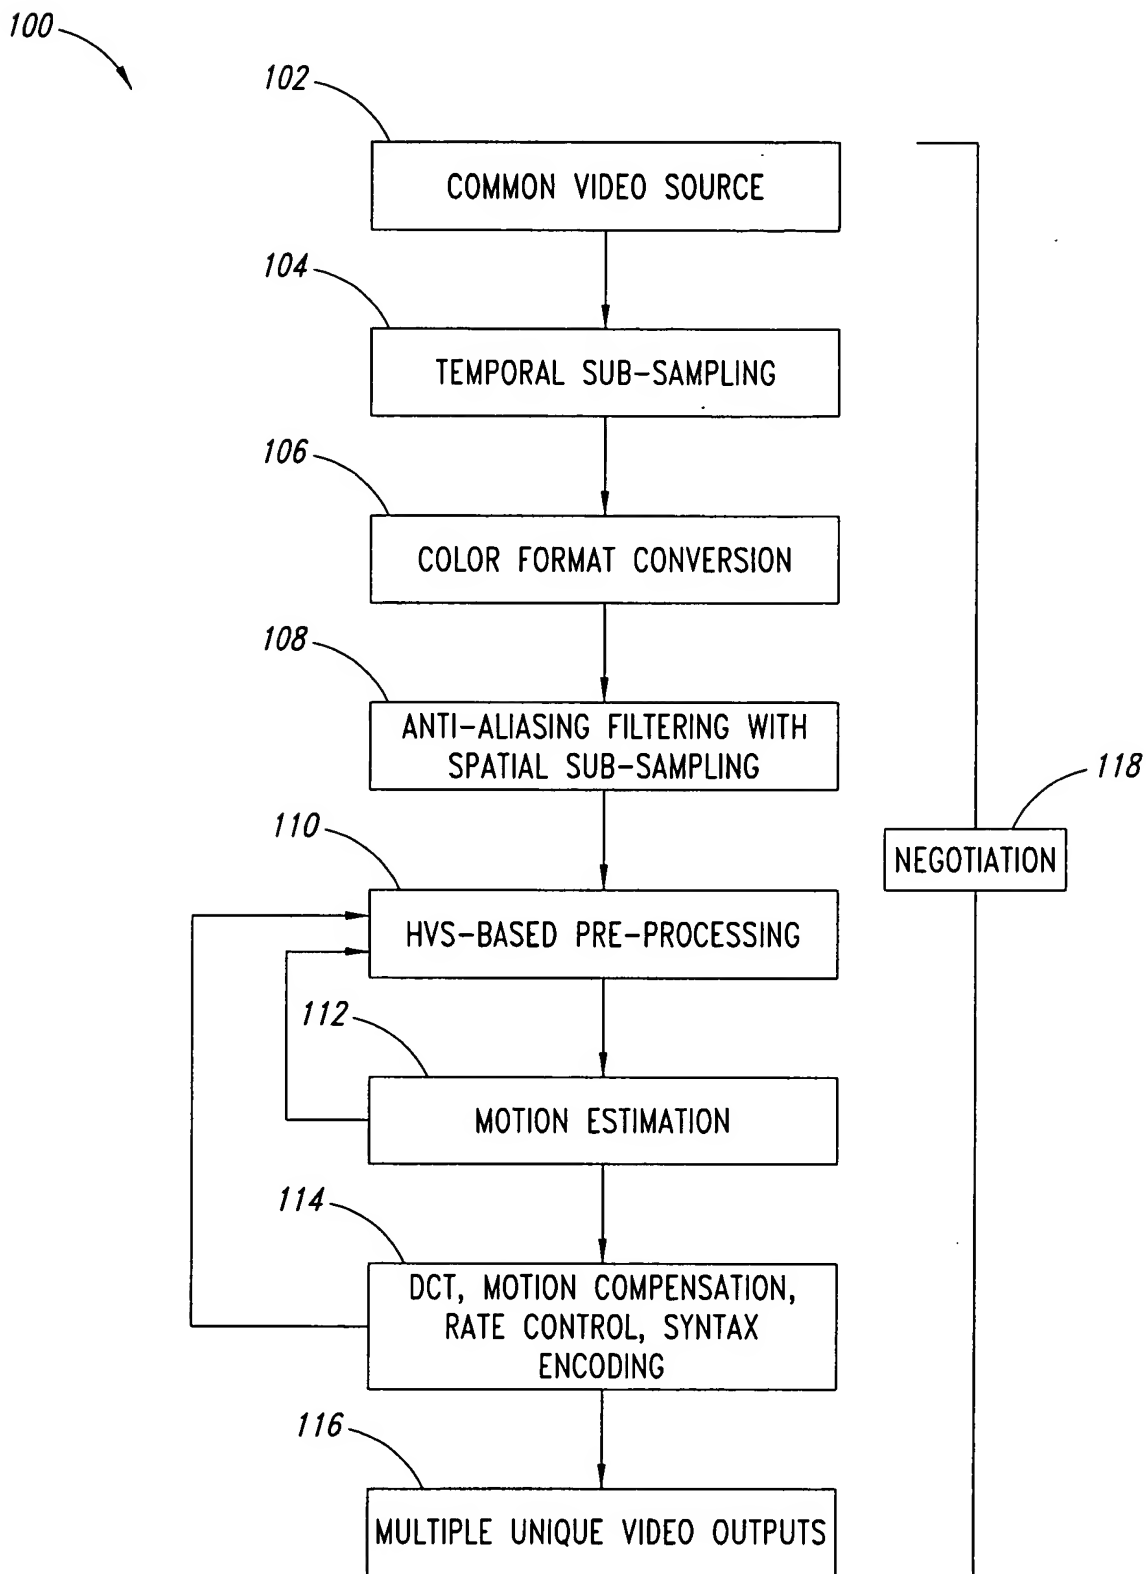 100
102
COMMON VIDEO SOURCE
104
TEMPORAL SUB-SAMPLING
106
COLOR FORMAT CONVERSION
108
ANTI-ALIASING FILTERING WITH
SPATIAL SUB-SAMPLING
118
NEGOTIATION
110
HVS-BASED PRE-PROCESSING
112
MOTION ESTIMATION
114
DCT, MOTION COMPENSATION,
RATE CONTROL, SYNTAX
ENCODING
116
MULTIPLE UNIQUE VIDEO OUTPUTS